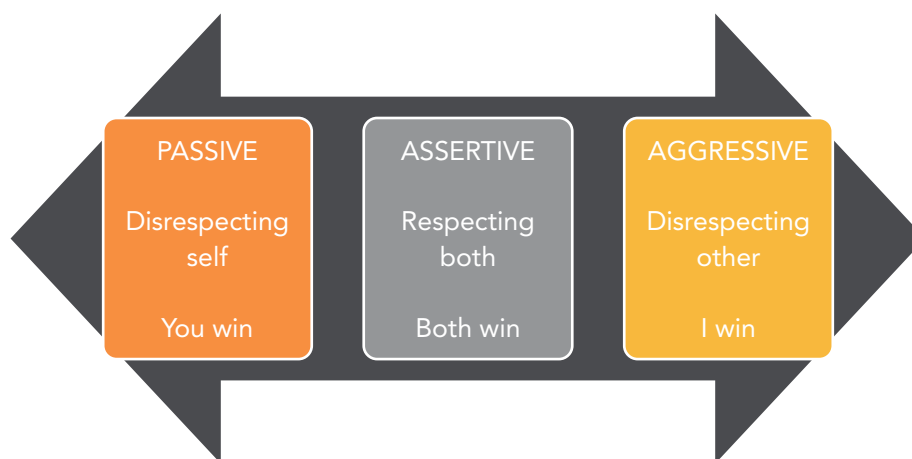 PASSIVE
Disrespecting
self
You win
ASSERTIVE
Respecting
both
Both win
AGGRESSIVE
Disrespecting
other
I win